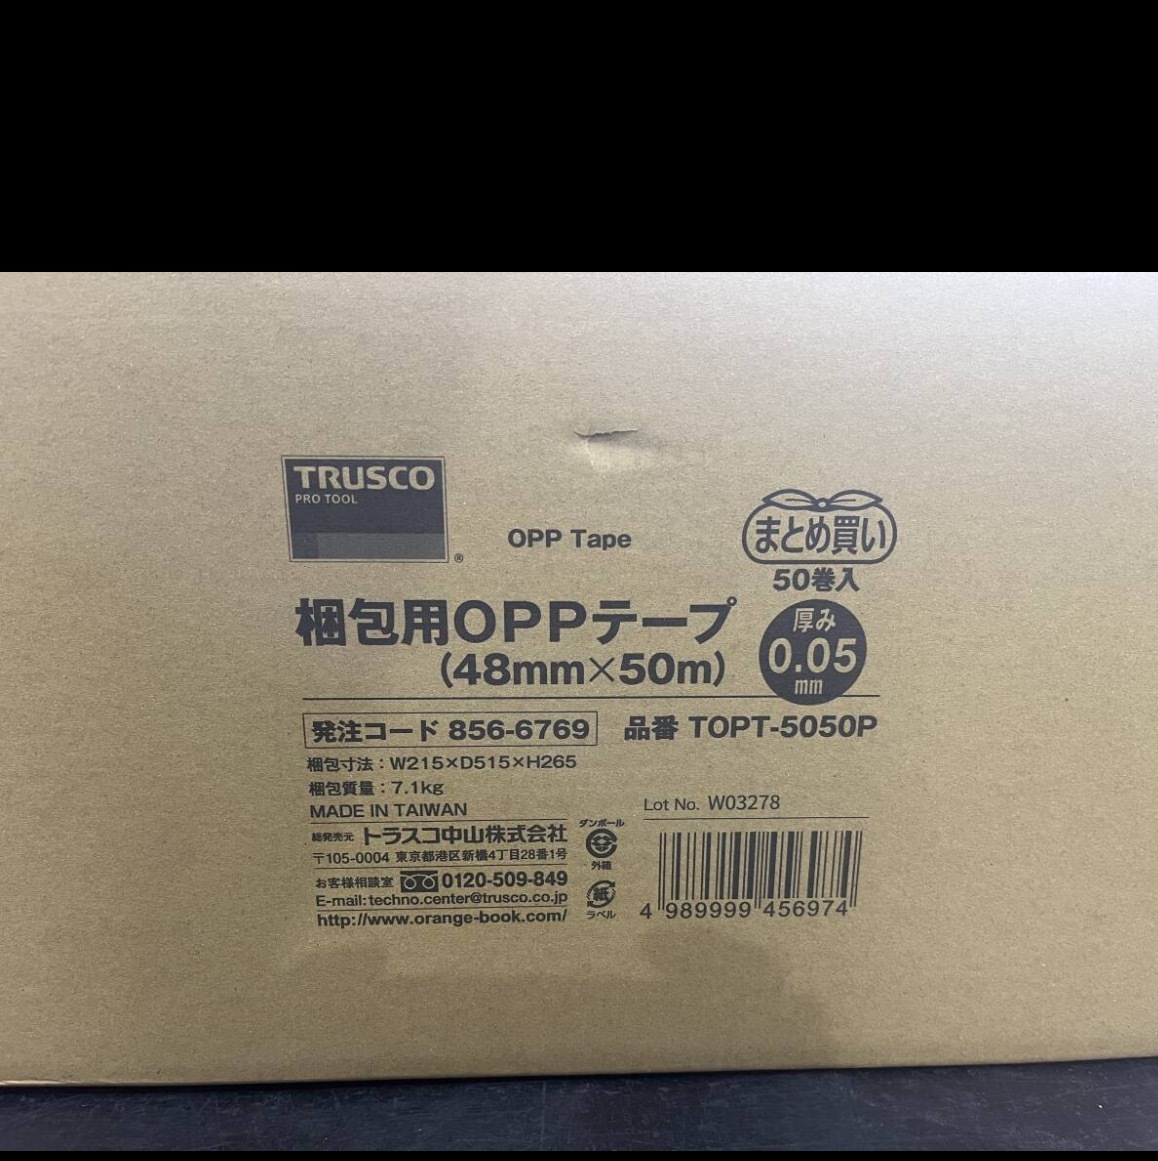 TRUSCO
PRO TOOL
®
OPP Tape
まとめ買い
50巻入
梱包用OPPテープ
(48mm×50m)
厚み
0.05
mm
発注コード 856-6769
品番 TOPT-5050P
梱包寸法：W215×D515×H265
梱包質量：7.1kg
MADE IN TAIWAN
総発売元 トラスコ中山株式会社
〒105-0004 東京都港区新橋4丁目28番1号
お客様相談室 0120-509-849
E-mail:techno.center@trusco.co.jp
http://www.orange-book.com/
ダンボール
外箱
紙
ラベル
Lot No. W03278
4 989999 456974